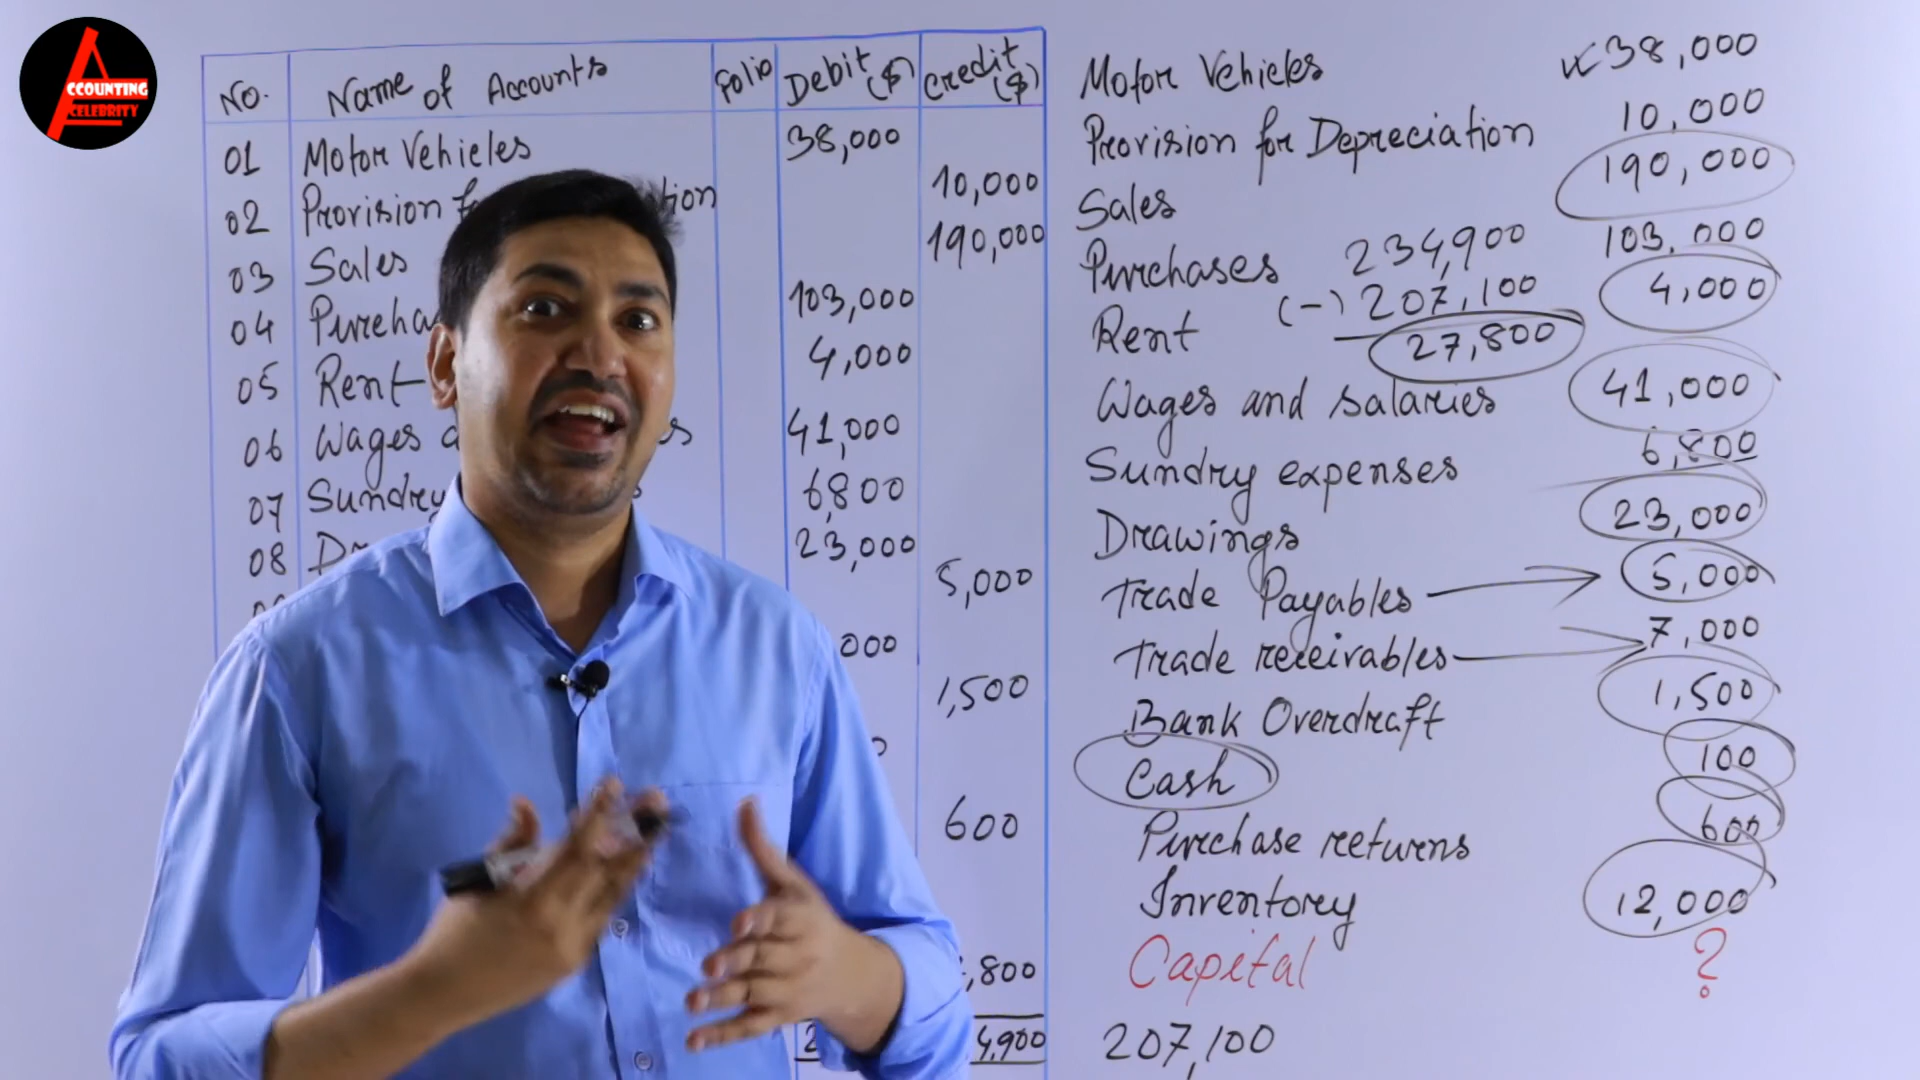 ACCOUNTING
CELEBRITY
No. Name of Accounts Folio Debit ($) Credit ($)
01 Motor Vehicles 38,000
02 Provision 10,000
03 Sales 190,000
04 103,000
05 Rent 4,000
06 Wages 41,000
07 Sundry 6,800
08 23,000
5,000
000
1,500
600
,800
4,900
Motor Vehicles 38,000
Provision for Depreciation 10,000
Sales 190,000
Purchases 234,900 103,000
(-) 207,100
Rent 4,000
27,800
Wages and salaries 41,000
Sundry expenses 6,800
Drawings 23,000
Trade Payables 5,000
Trade receivables 7,000
Bank Overdraft 1,500
Cash 100
Purchase returns 600
Inventory 12,000
Capital ?
207,100